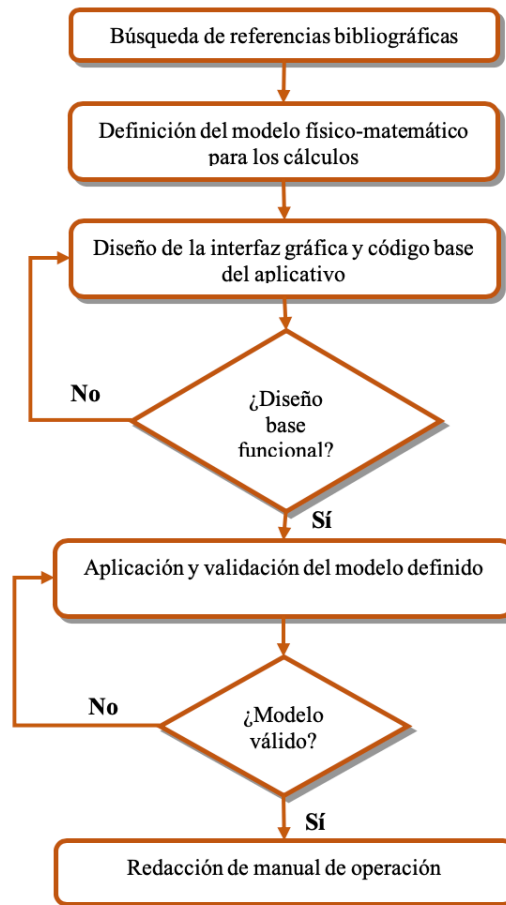 Búsqueda de referencias bibliográficas
Definición del modelo físico-matemático
para los cálculos
Diseño de la interfaz gráfica y código base
del aplicativo
No
¿Diseño
base
funcional?
Sí
Aplicación y validación del modelo definido
No
¿Modelo
válido?
Sí
Redacción de manual de operación